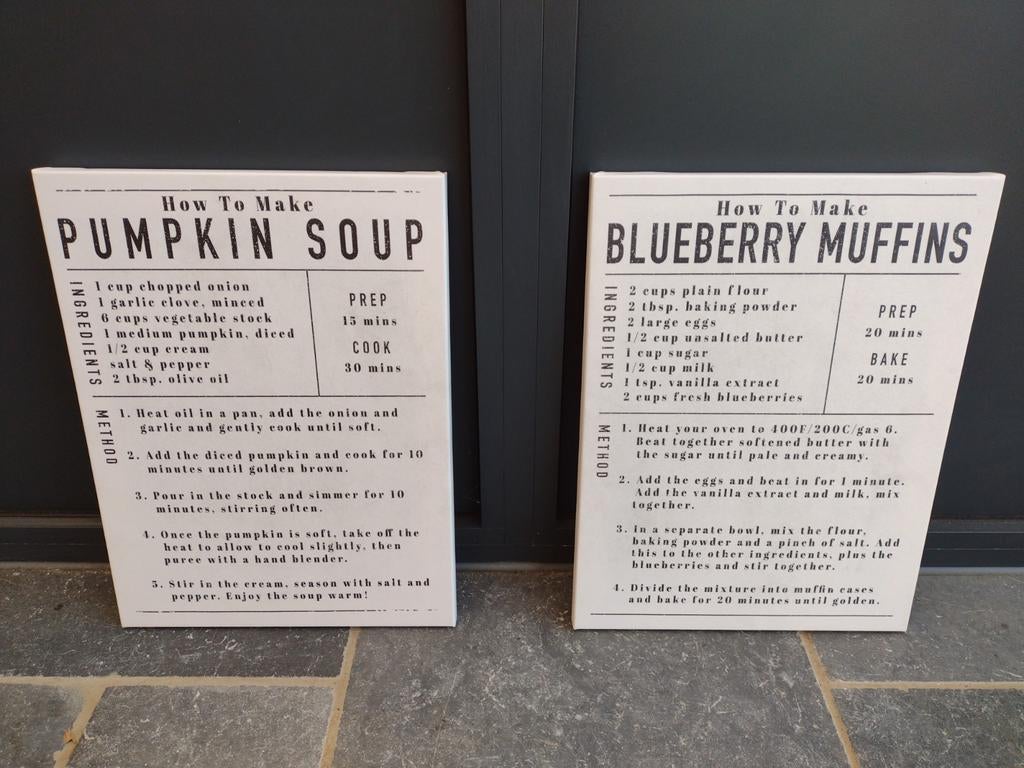 How To Make
PUMPKIN SOUP
INGREDIENTS
1 cup chopped onion
1 garlic clove, minced
6 cups vegetable stock
1 medium pumpkin, diced
1/2 cup cream
salt & pepper
2 tbsp. olive oil
PREP
15 mins
COOK
30 mins
METHOD
1. Heat oil in a pan, add the onion and
garlic and gently cook until soft.
2. Add the diced pumpkin and cook for 10
minutes until golden brown.
3. Pour in the stock and simmer for 10
minutes, stirring often.
4. Once the pumpkin is soft, take off the
heat to allow to cool slightly, then
puree with a hand blender.
5. Stir in the cream, season with salt and
pepper. Enjoy the soup warm!
How To Make
BLUEBERRY MUFFINS
INGREDIENTS
2 cups plain flour
2 tbsp. baking powder
2 large eggs
1/2 cup unsalted butter
1 cup sugar
1/2 cup milk
1 tsp. vanilla extract
2 cups fresh blueberries
PREP
20 mins
BAKE
20 mins
METHOD
1. Heat your oven to 400F/200C/gas 6.
Beat together softened butter with
the sugar until pale and creamy.
2. Add the eggs and beat in for 1 minute.
Add the vanilla extract and milk, mix
together.
3. In a separate bowl, mix the flour,
baking powder and a pinch of salt. Add
this to the other ingredients, plus the
blueberries and stir together.
4. Divide the mixture into muffin cases
and bake for 20 minutes until golden.